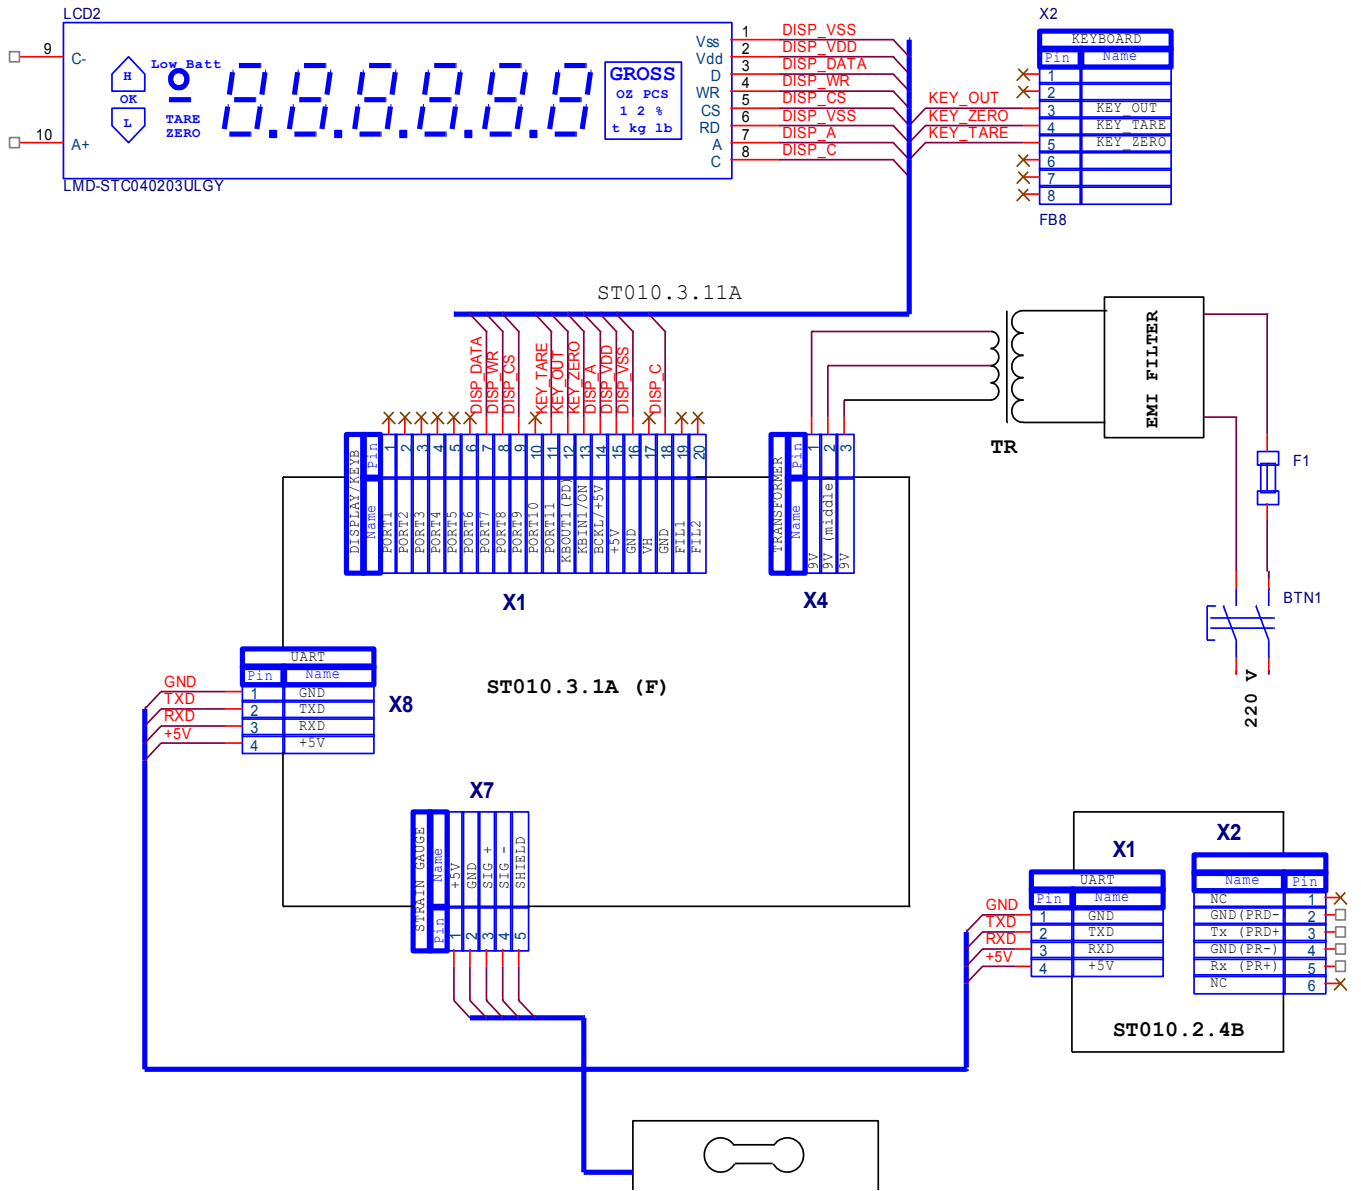 LCD2
9
C-
10
A+
Low Batt
H
OK
L
TARE
ZERO
GROSS
OZ PCS
1 2 %
t kg lb
Vss 1 DISP_VSS
Vdd 2 DISP_VDD
D 3 DISP_DATA
WR 4 DISP_WR
CS 5 DISP_CS
RD 6 DISP_VSS
A 7 DISP_A
C 8 DISP_C
LMD-STC040203ULGY
X2
KEYBOARD
Pin Name
1
2
KEY_OUT 3 KEY_OUT
KEY_ZERO 4 KEY_TARE
KEY_TARE 5 KEY_ZERO
6
7
8
FB8
ST010.3.11A
DISP_DATA
DISP_WR
DISP_CS
KEY_TARE
KEY_OUT
KEY_ZERO
DISP_A
DISP_VDD
DISP_VSS
DISP_C
DISPLAY/KEYB
Pin
Name
1 PORT1
2 PORT2
3 PORT3
4 PORT4
5 PORT5
6 PORT6
7 PORT7
8 PORT8
9 PORT9
10 PORT10
11 PORT11
12 KBOUT1(PD)
13 KBIN1/ON
14 BCKL/+5V
15 +5V
16 GND
17 VH
18 GND
19 FIL1
20 FIL2
X1
TRANSFORMER
Pin
Name
1 9V
2 9V (middle
3 9V
X4
TR
EMI FILTER
F1
BTN1
220 V
ST010.3.1A (F)
UART
Pin Name
GND 1 GND
TXD 2 TXD
RXD 3 RXD
+5V 4 +5V
X8
X7
STRAIN GAUGE
Name
Pin
+5V 1
GND 2
SIG + 3
SIG - 4
SHIELD 5
X1
UART
Pin Name
GND 1 GND
TXD 2 TXD
RXD 3 RXD
+5V 4 +5V
X2
Name Pin
NC 1
GND(PRD- 2
Tx (PRD+ 3
GND(PR-) 4
Rx (PR+) 5
NC 6
ST010.2.4B